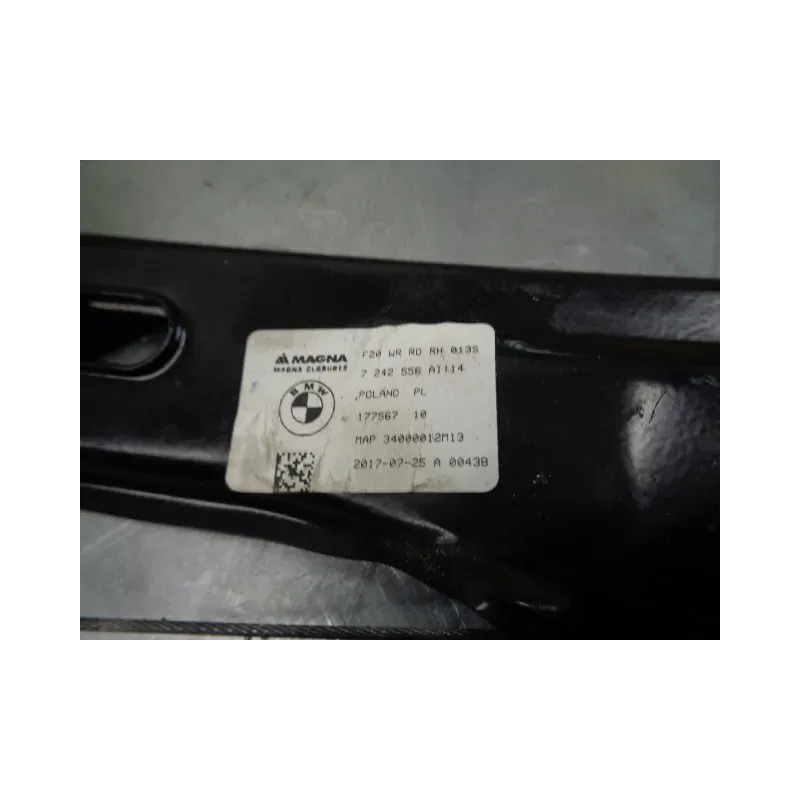 MAGNA
MAGNA CLOSURES
BMW
F20 WR RD RH 013S
7 242 556 AI:14
POLAND PL
177567 10
MAP 34000012M13
2017-07-25 A 0043B